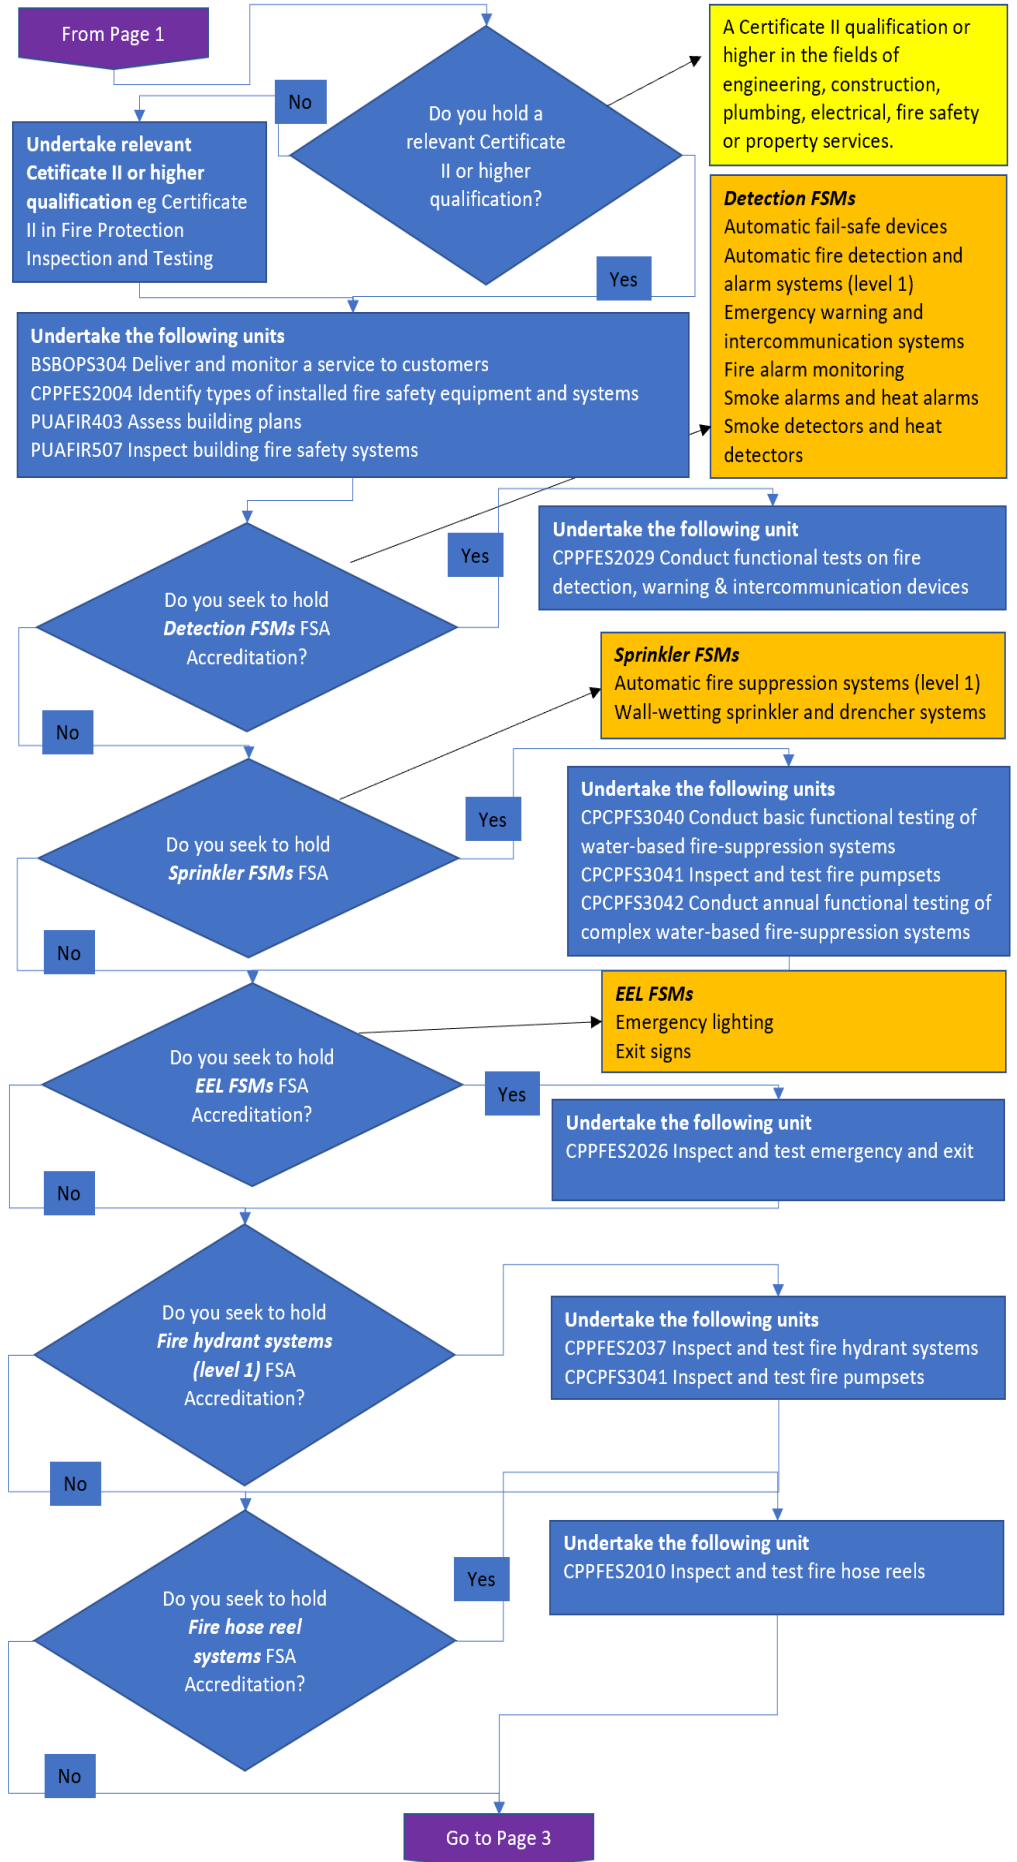 From Page 1
No
Do you hold a
relevant Certificate
II or higher
qualification?
A Certificate II qualification or
higher in the fields of
engineering, construction,
plumbing, electrical, fire safety
or property services.
Undertake relevant
Cetificate II or higher
qualification eg Certificate
II in Fire Protection
Inspection and Testing
Yes
Detection FSMs
Automatic fail-safe devices
Automatic fire detection and
alarm systems (level 1)
Emergency warning and
intercommunication systems
Fire alarm monitoring
Smoke alarms and heat alarms
Smoke detectors and heat
detectors
Undertake the following units
BSBOPS304 Deliver and monitor a service to customers
CPPFES2004 Identify types of installed fire safety equipment and systems
PUAFIR403 Assess building plans
PUAFIR507 Inspect building fire safety systems
Do you seek to hold
Detection FSMs FSA
Accreditation?
Yes
Undertake the following unit
CPPFES2029 Conduct functional tests on fire
detection, warning & intercommunication devices
No
Sprinkler FSMs
Automatic fire suppression systems (level 1)
Wall-wetting sprinkler and drencher systems
Do you seek to hold
Sprinkler FSMs FSA
Yes
Undertake the following units
CPCPFS3040 Conduct basic functional testing of
water-based fire-suppression systems
CPCPFS3041 Inspect and test fire pumpsets
CPCPFS3042 Conduct annual functional testing of
complex water-based fire-suppression systems
No
EEL FSMs
Emergency lighting
Exit signs
Do you seek to hold
EEL FSMs FSA
Accreditation?
Yes
Undertake the following unit
CPPFES2026 Inspect and test emergency and exit
No
Do you seek to hold
Fire hydrant systems
(level 1) FSA
Accreditation?
Undertake the following units
CPPFES2037 Inspect and test fire hydrant systems
CPCPFS3041 Inspect and test fire pumpsets
No
Do you seek to hold
Fire hose reel
systems FSA
Accreditation?
Yes
Undertake the following unit
CPPFES2010 Inspect and test fire hose reels
No
Go to Page 3